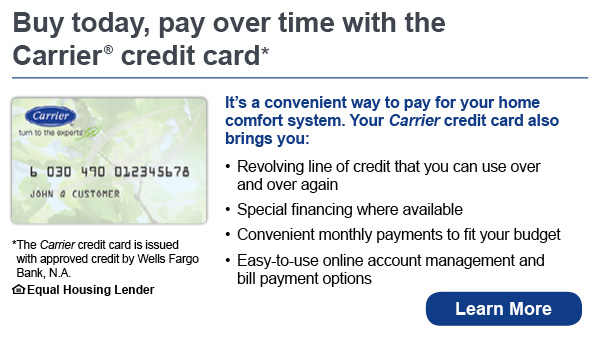 Buy today, pay over time with the
Carrier® credit card*
Carrier
turn to the experts
6 030 490 012345678
JOHN Q CUSTOMER
*The Carrier credit card is issued
with approved credit by Wells Fargo
Bank, N.A.
Equal Housing Lender
It’s a convenient way to pay for your home
comfort system. Your Carrier credit card also
brings you:
• Revolving line of credit that you can use over
and over again
• Special financing where available
• Convenient monthly payments to fit your budget
• Easy-to-use online account management and
bill payment options
Learn More